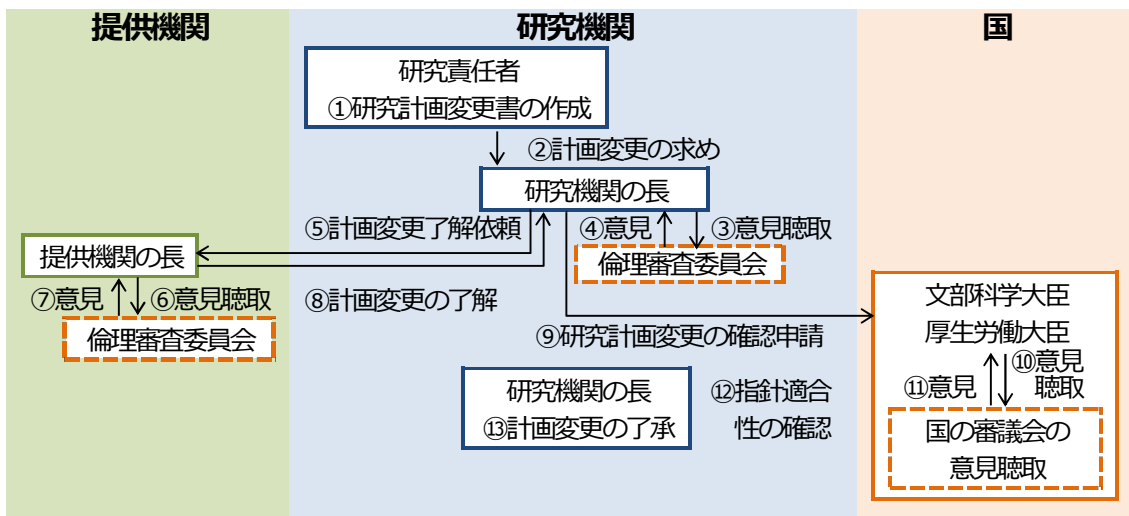 提供機関
研究機関
国
研究責任者
①研究計画変更書の作成
②計画変更の求め
研究機関の長
⑤計画変更了解依頼
④意見
③意見聴取
提供機関の長
倫理審査委員会
⑦意見
⑥意見聴取
⑧計画変更の了解
倫理審査委員会
⑨研究計画変更の確認申請
文部科学大臣
厚生労働大臣
⑩意見
聴取
⑪意見
国の審議会の
意見聴取
研究機関の長
⑬計画変更の了承
⑫指針適合
性の確認